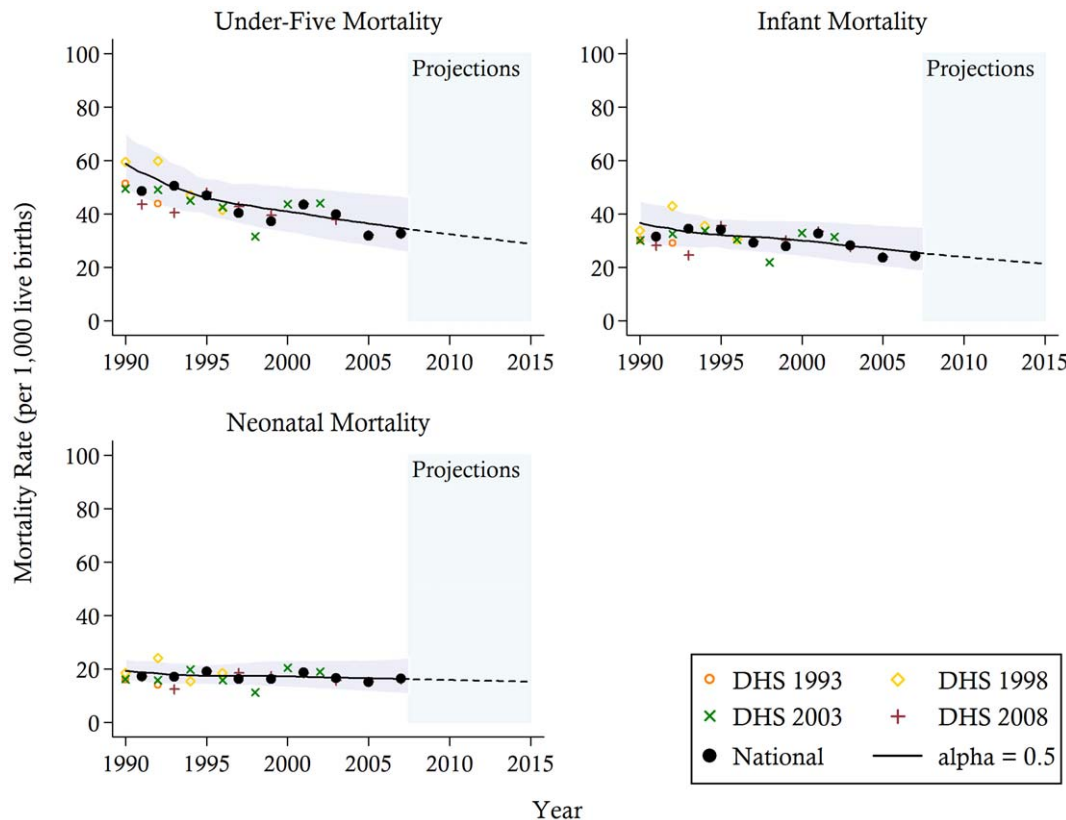 Under-Five Mortality
100
80
60
40
20
0
Projections
1990 1995 2000 2005 2010 2015
Infant Mortality
100
80
60
40
20
0
Projections
1990 1995 2000 2005 2010 2015
Neonatal Mortality
100
80
60
40
20
0
Projections
1990 1995 2000 2005 2010 2015
Mortality Rate (per 1,000 live births)
Year
DHS 1993 DHS 1998
DHS 2003 DHS 2008
National alpha = 0.5